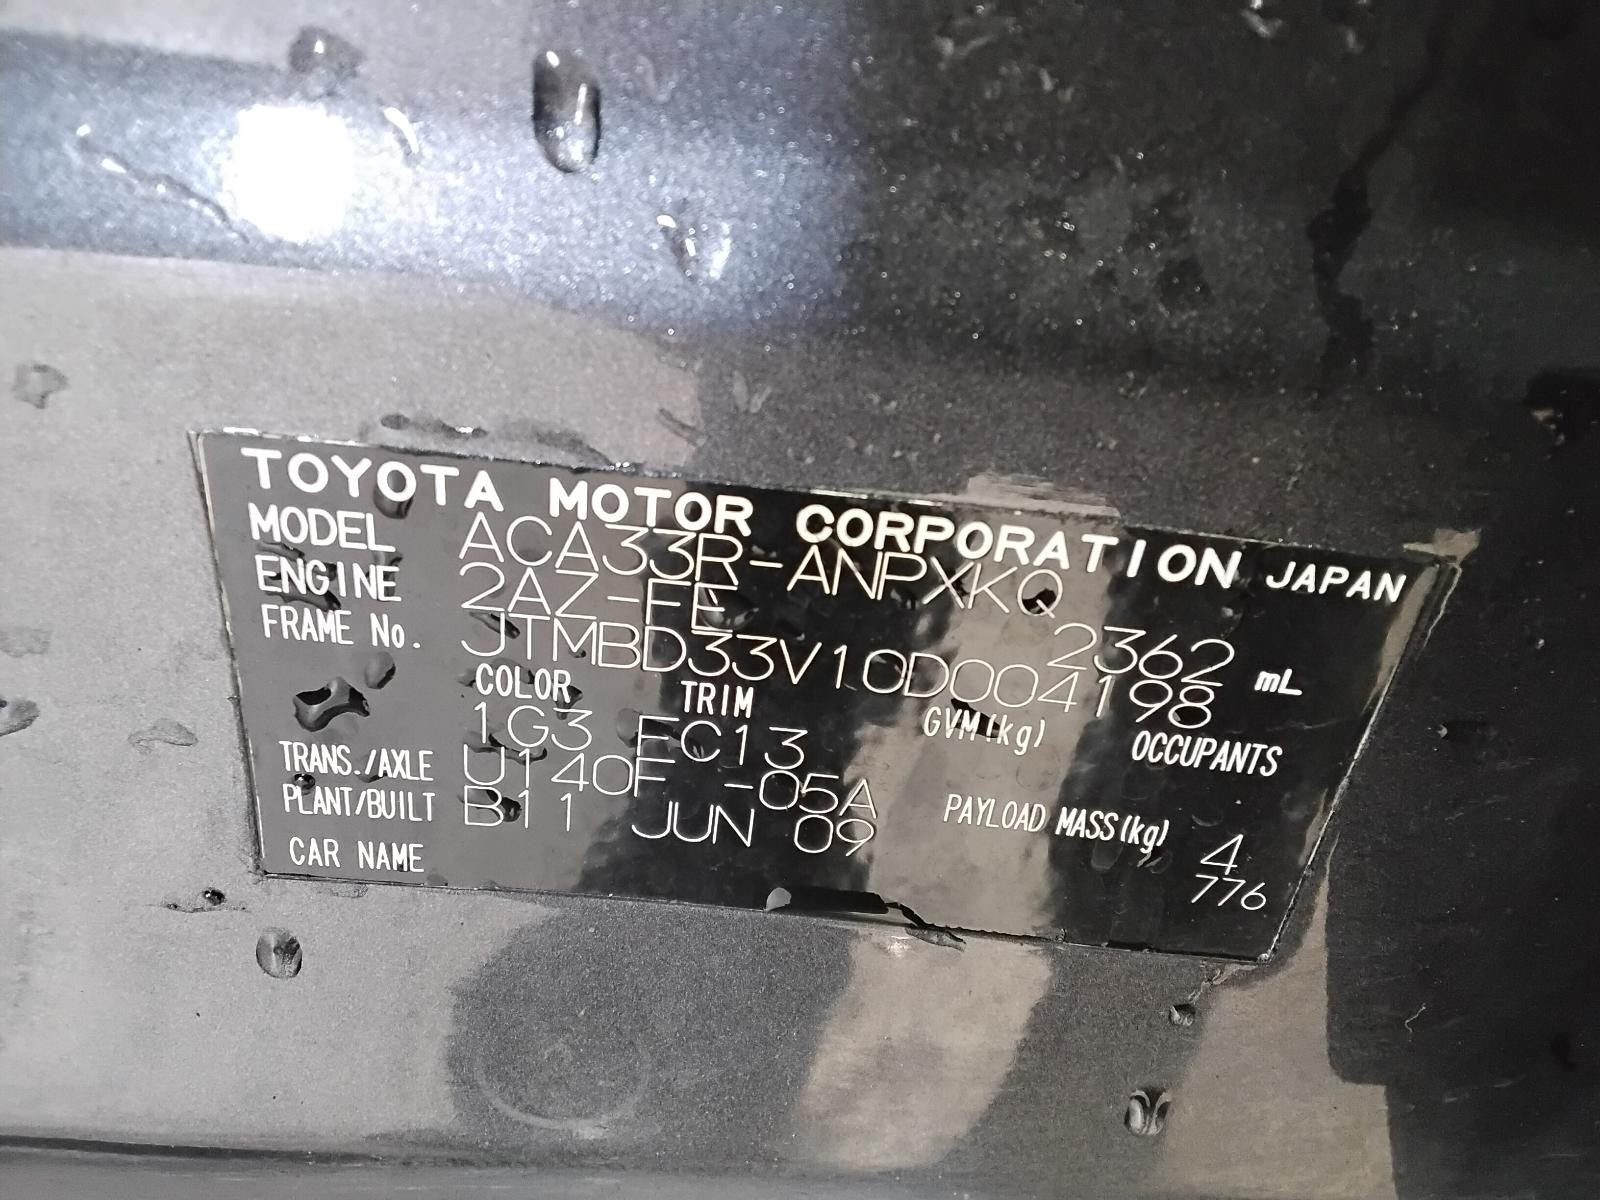 TOYOTA MOTOR CORPORATION JAPAN
MODEL ACA33R-ANPXKQ
ENGINE 2AZ-FE 2362 mL
FRAME No. JTMBD33V10D004198
COLOR TRIM GVM(kg) OCCUPANTS
1G3 FC13
TRANS./AXLE U140F -05A
PLANT/BUILT B11 JUN 09 PAYLOAD MASS(kg) 4
CAR NAME 776